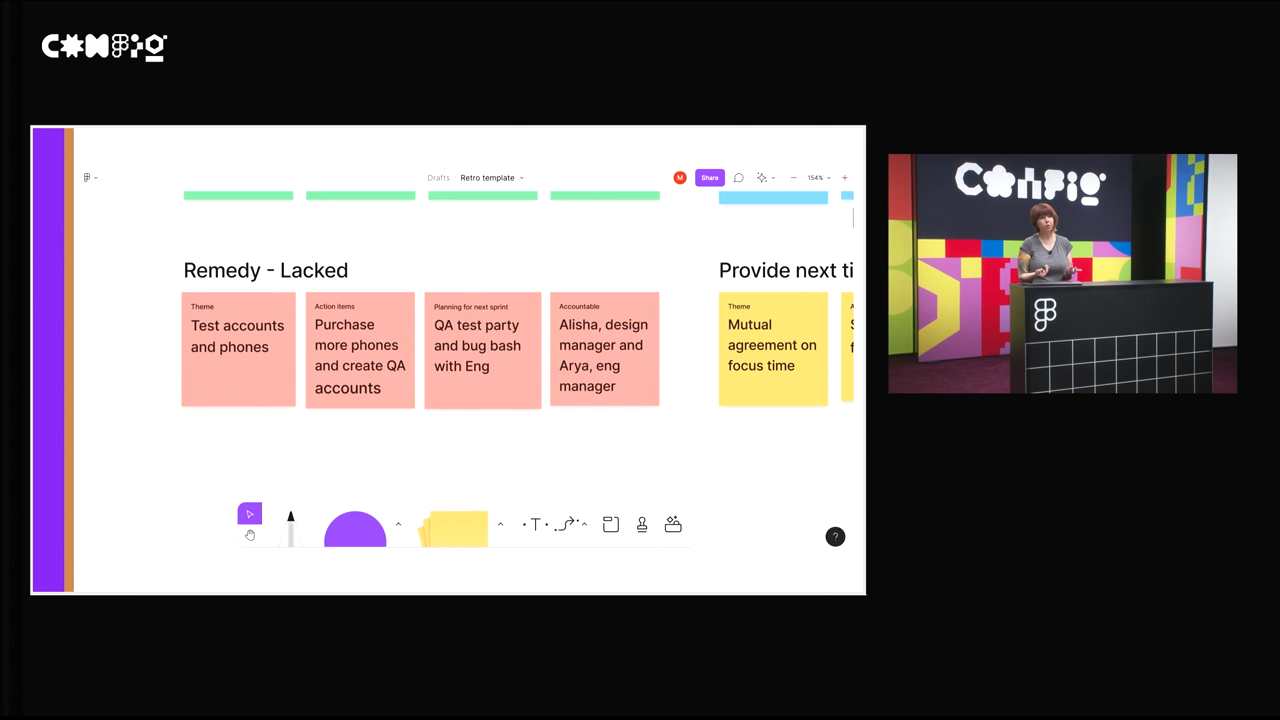 Config
Drafts / Retro template
M
Share
154%
Remedy - Lacked
Provide next ti
Theme
Test accounts
and phones
Action items
Purchase
more phones
and create QA
accounts
Planning for next sprint
QA test party
and bug bash
with Eng
Accountable
Alisha, design
manager and
Arya, eng
manager
Theme
Mutual
agreement on
focus time
T
?
Config